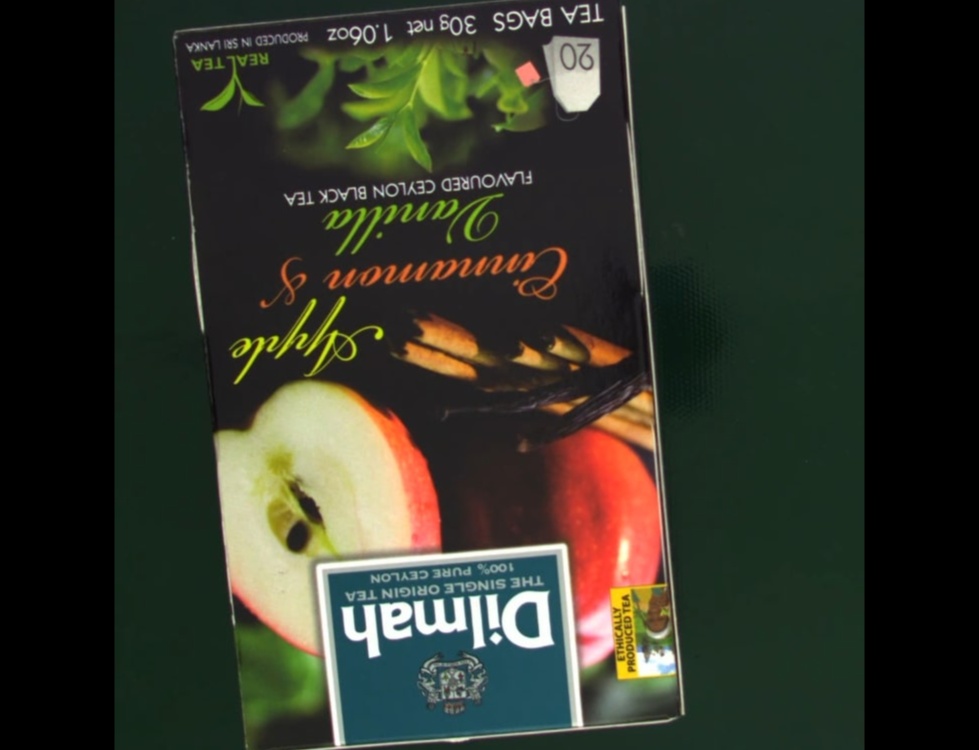 Dilmah
THE SINGLE ORIGIN TEA
100% PURE CEYLON
ETHICALLY
PRODUCED TEA
Apple
Cinnamon &
Vanilla
FLAVOURED CEYLON BLACK TEA
20
REAL TEA
TEA BAGS 30g net 1.06oz
PRODUCED IN SRI LANKA